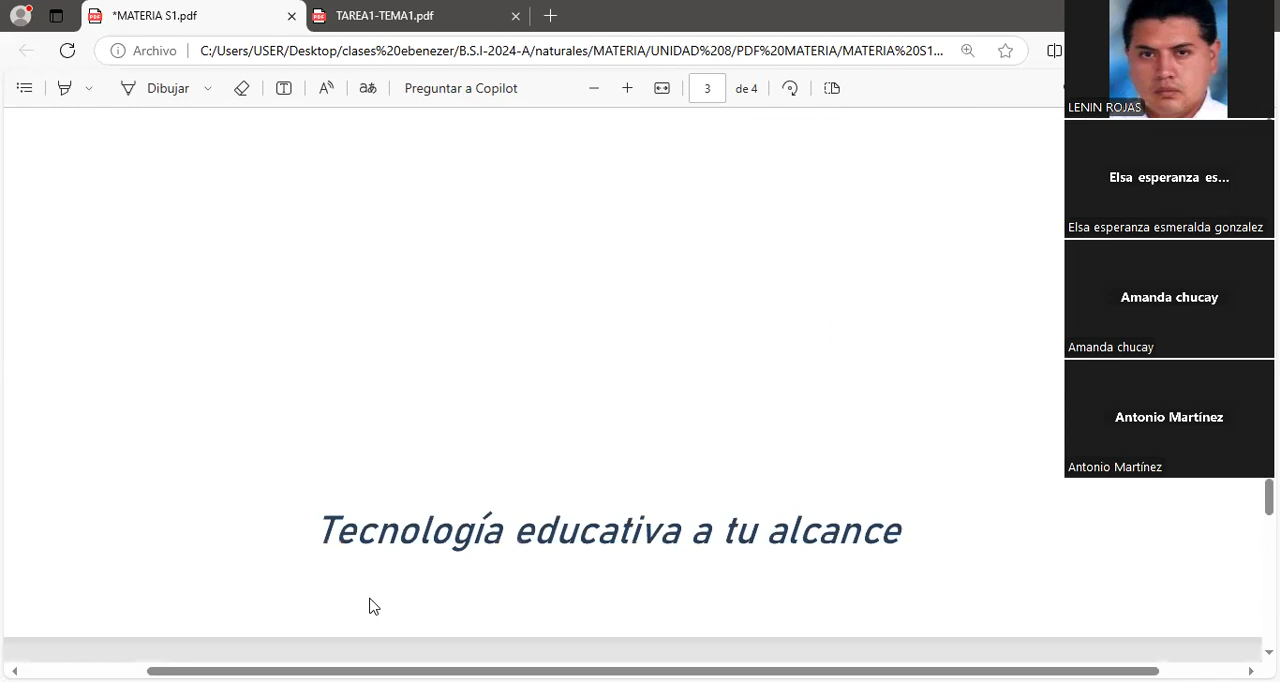 *MATERIA S1.pdf
TAREA1-TEMA1.pdf
Archivo
C:/Users/USER/Desktop/clases%20ebenezer/B.S.I-2024-A/naturales/MATERIA/UNIDAD%208/PDF%20MATERIA/MATERIA%20S1...
Dibujar
aあ
Preguntar a Copilot
3
de 4
LENIN ROJAS
Elsa esperanza es...
Elsa esperanza esmeralda gonzalez
Amanda chucay
Amanda chucay
Antonio Martínez
Antonio Martínez
Tecnología educativa a tu alcance